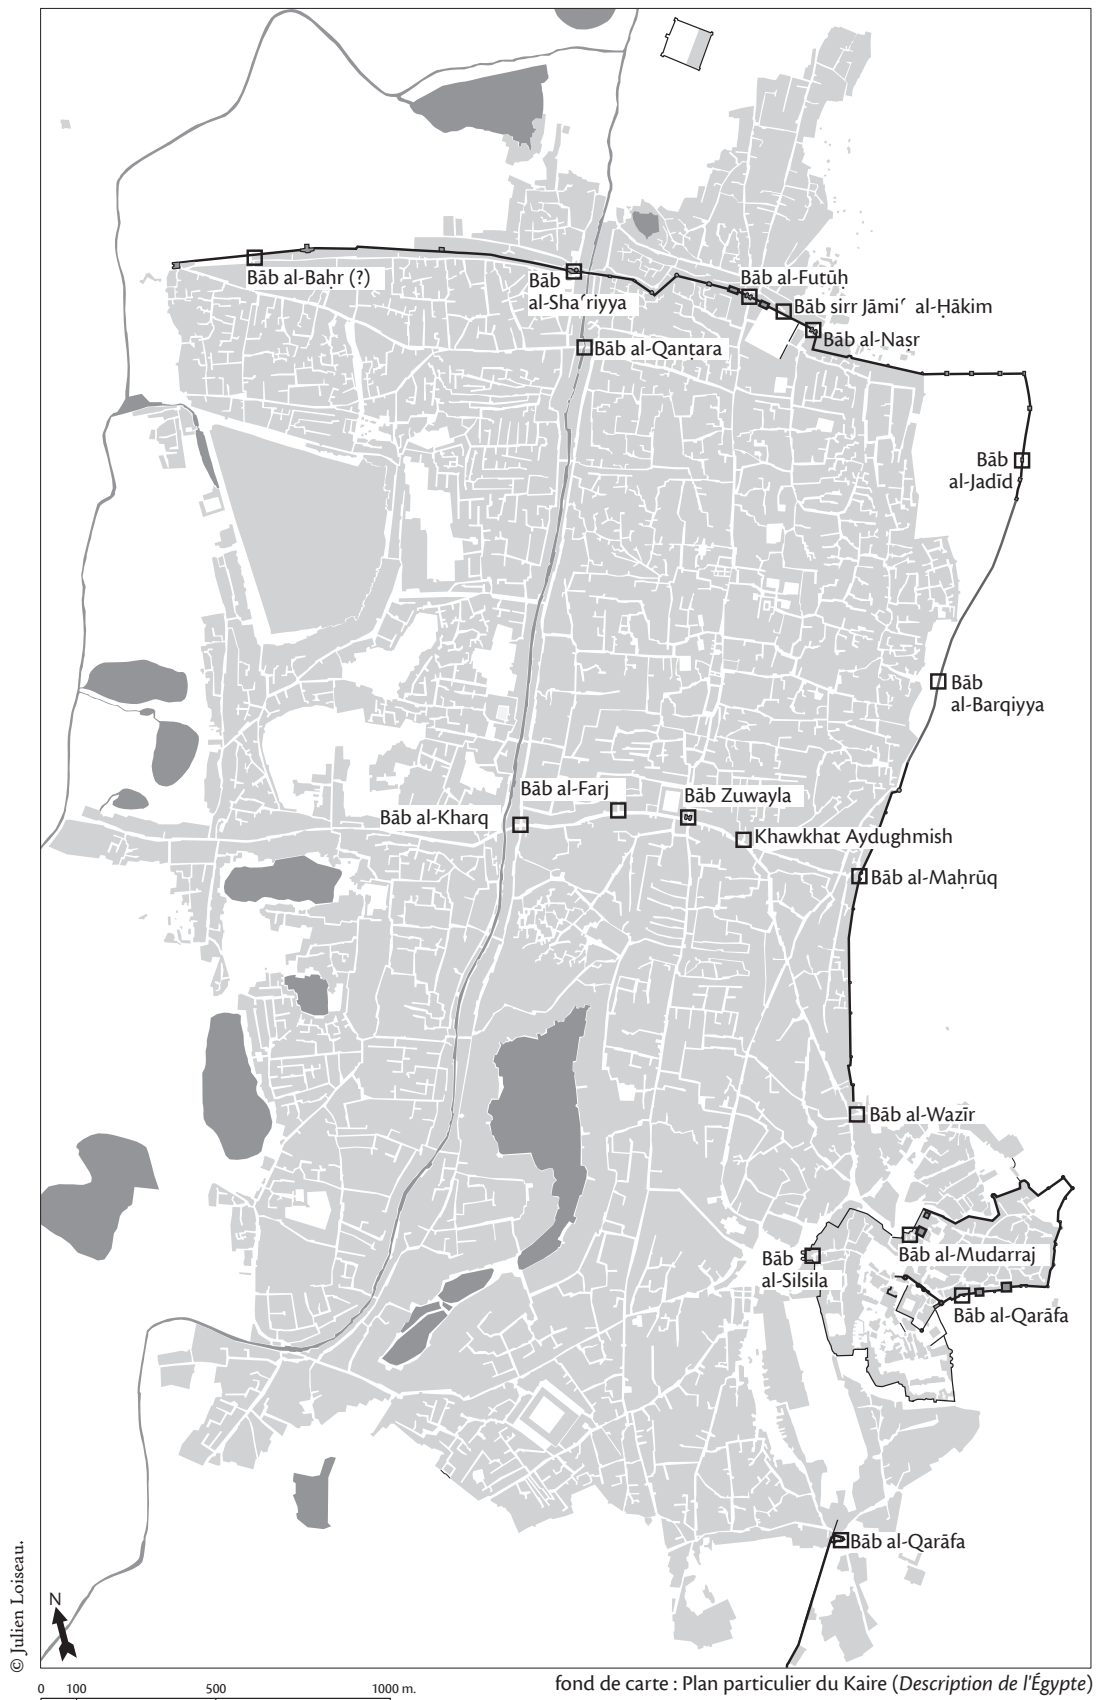 Bāb al-Baḥr (?)
Bāb
al-Shaʿriyya
Bāb al-Futūḥ
Bāb sirr Jāmiʿ al-Ḥākim
Bāb al-Naṣr
Bāb al-Qanṭara
Bāb
al-Jadīd
Bāb
al-Barqiyya
Bāb al-Farj
Bāb Zuwayla
Bāb al-Kharq
Khawkhat Aydughmish
Bāb al-Maḥrūq
Bāb al-Wazīr
Bāb al-Mudarraj
Bāb
al-Silsila
Bāb al-Qarāfa
Bāb al-Qarāfa
© Julien Loiseau.
N
0 100 500 1000 m.
fond de carte : Plan particulier du Kaire (Description de l'Égypte)